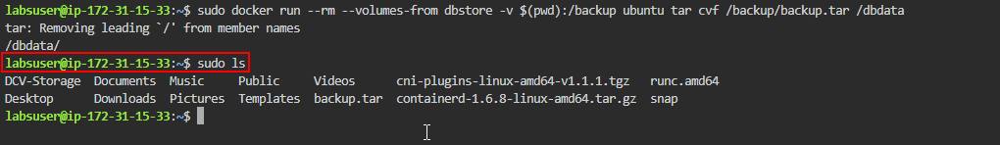 labsuser@ip-172-31-15-33:~$ sudo docker run --rm --volumes-from dbstore -v $(pwd):/backup ubuntu tar cvf /backup/backup.tar /dbdata
tar: Removing leading `/' from member names
/dbdata/
labsuser@ip-172-31-15-33:~$ sudo ls
DCV-Storage  Documents  Music     Public     Videos      cni-plugins-linux-amd64-v1.1.1.tgz    runc.amd64
Desktop      Downloads  Pictures  Templates  backup.tar  containerd-1.6.8-linux-amd64.tar.gz  snap
labsuser@ip-172-31-15-33:~$